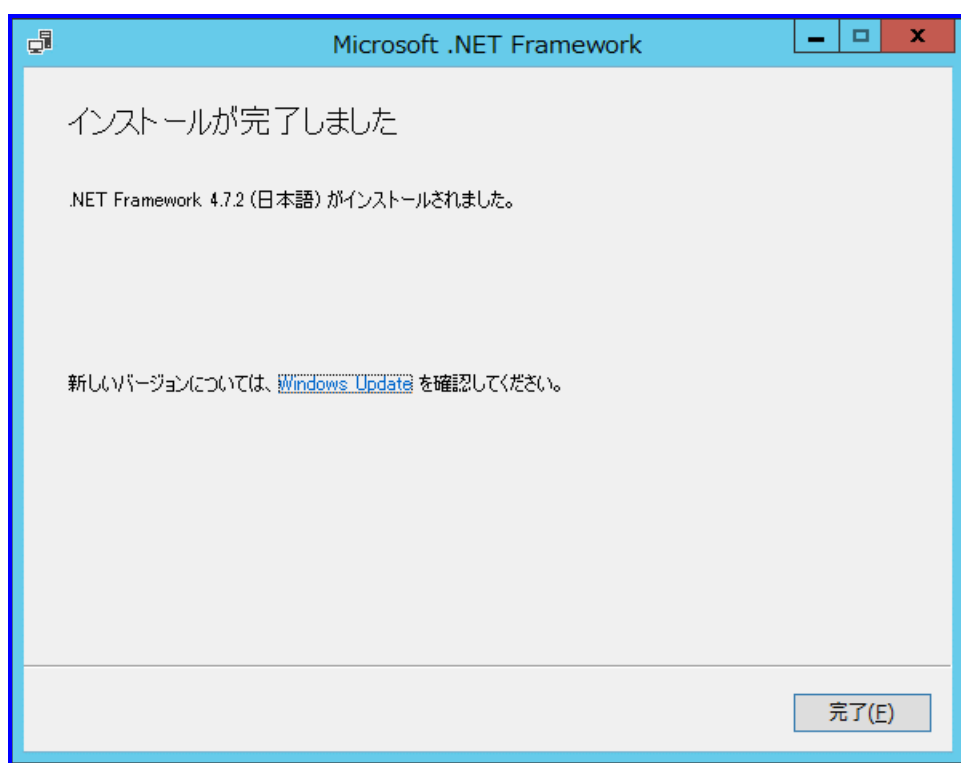 Microsoft .NET Framework
インストールが完了しました
.NET Framework 4.7.2 (日本語) がインストールされました。
新しいバージョンについては、Windows Update を確認してください。
完了(F)